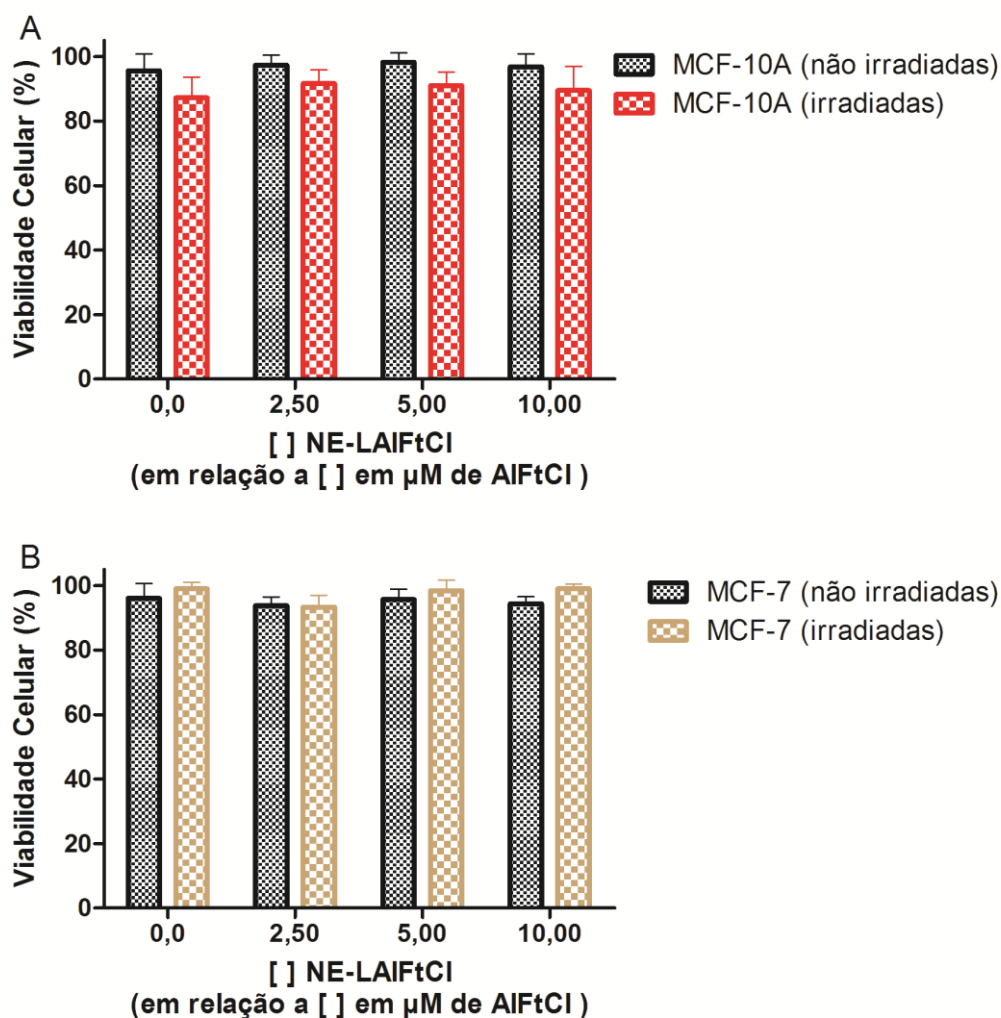 A
Viabilidade Celular (%)
100
80
60
40
20
0
0,0 2,50 5,00 10,00
[ ] NE-LAlFtCl
(em relação a [ ] em µM de AlFtCl )
MCF-10A (não irradiadas)
MCF-10A (irradiadas)
B
Viabilidade Celular (%)
100
80
60
40
20
0
0,0 2,50 5,00 10,00
[ ] NE-LAlFtCl
(em relação a [ ] em µM de AlFtCl )
MCF-7 (não irradiadas)
MCF-7 (irradiadas)